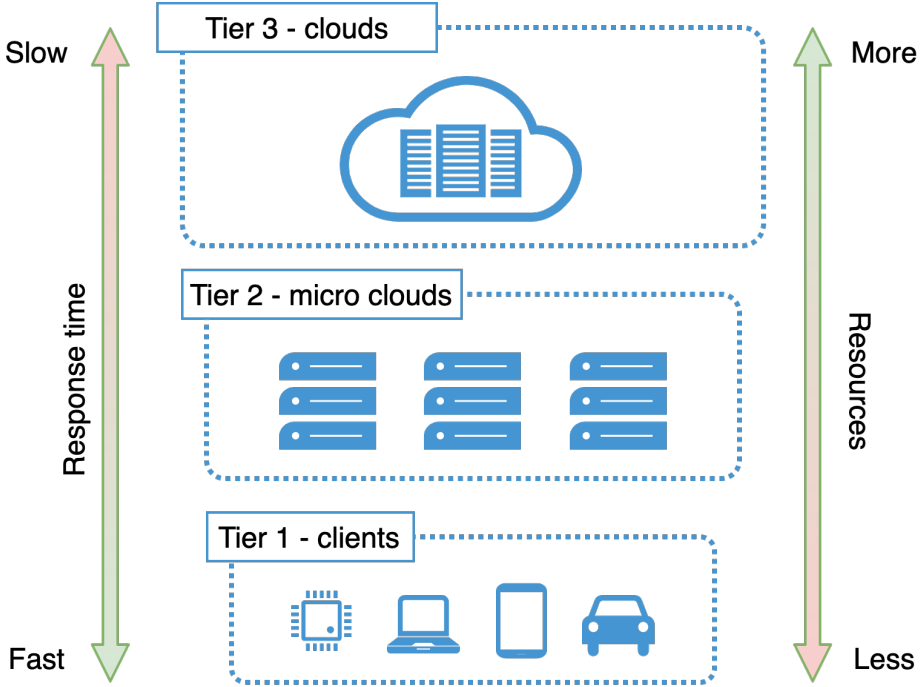 Tier 3 - clouds
Slow
More
Tier 2 - micro clouds
Response time
Resources
Tier 1 - clients
Fast
Less